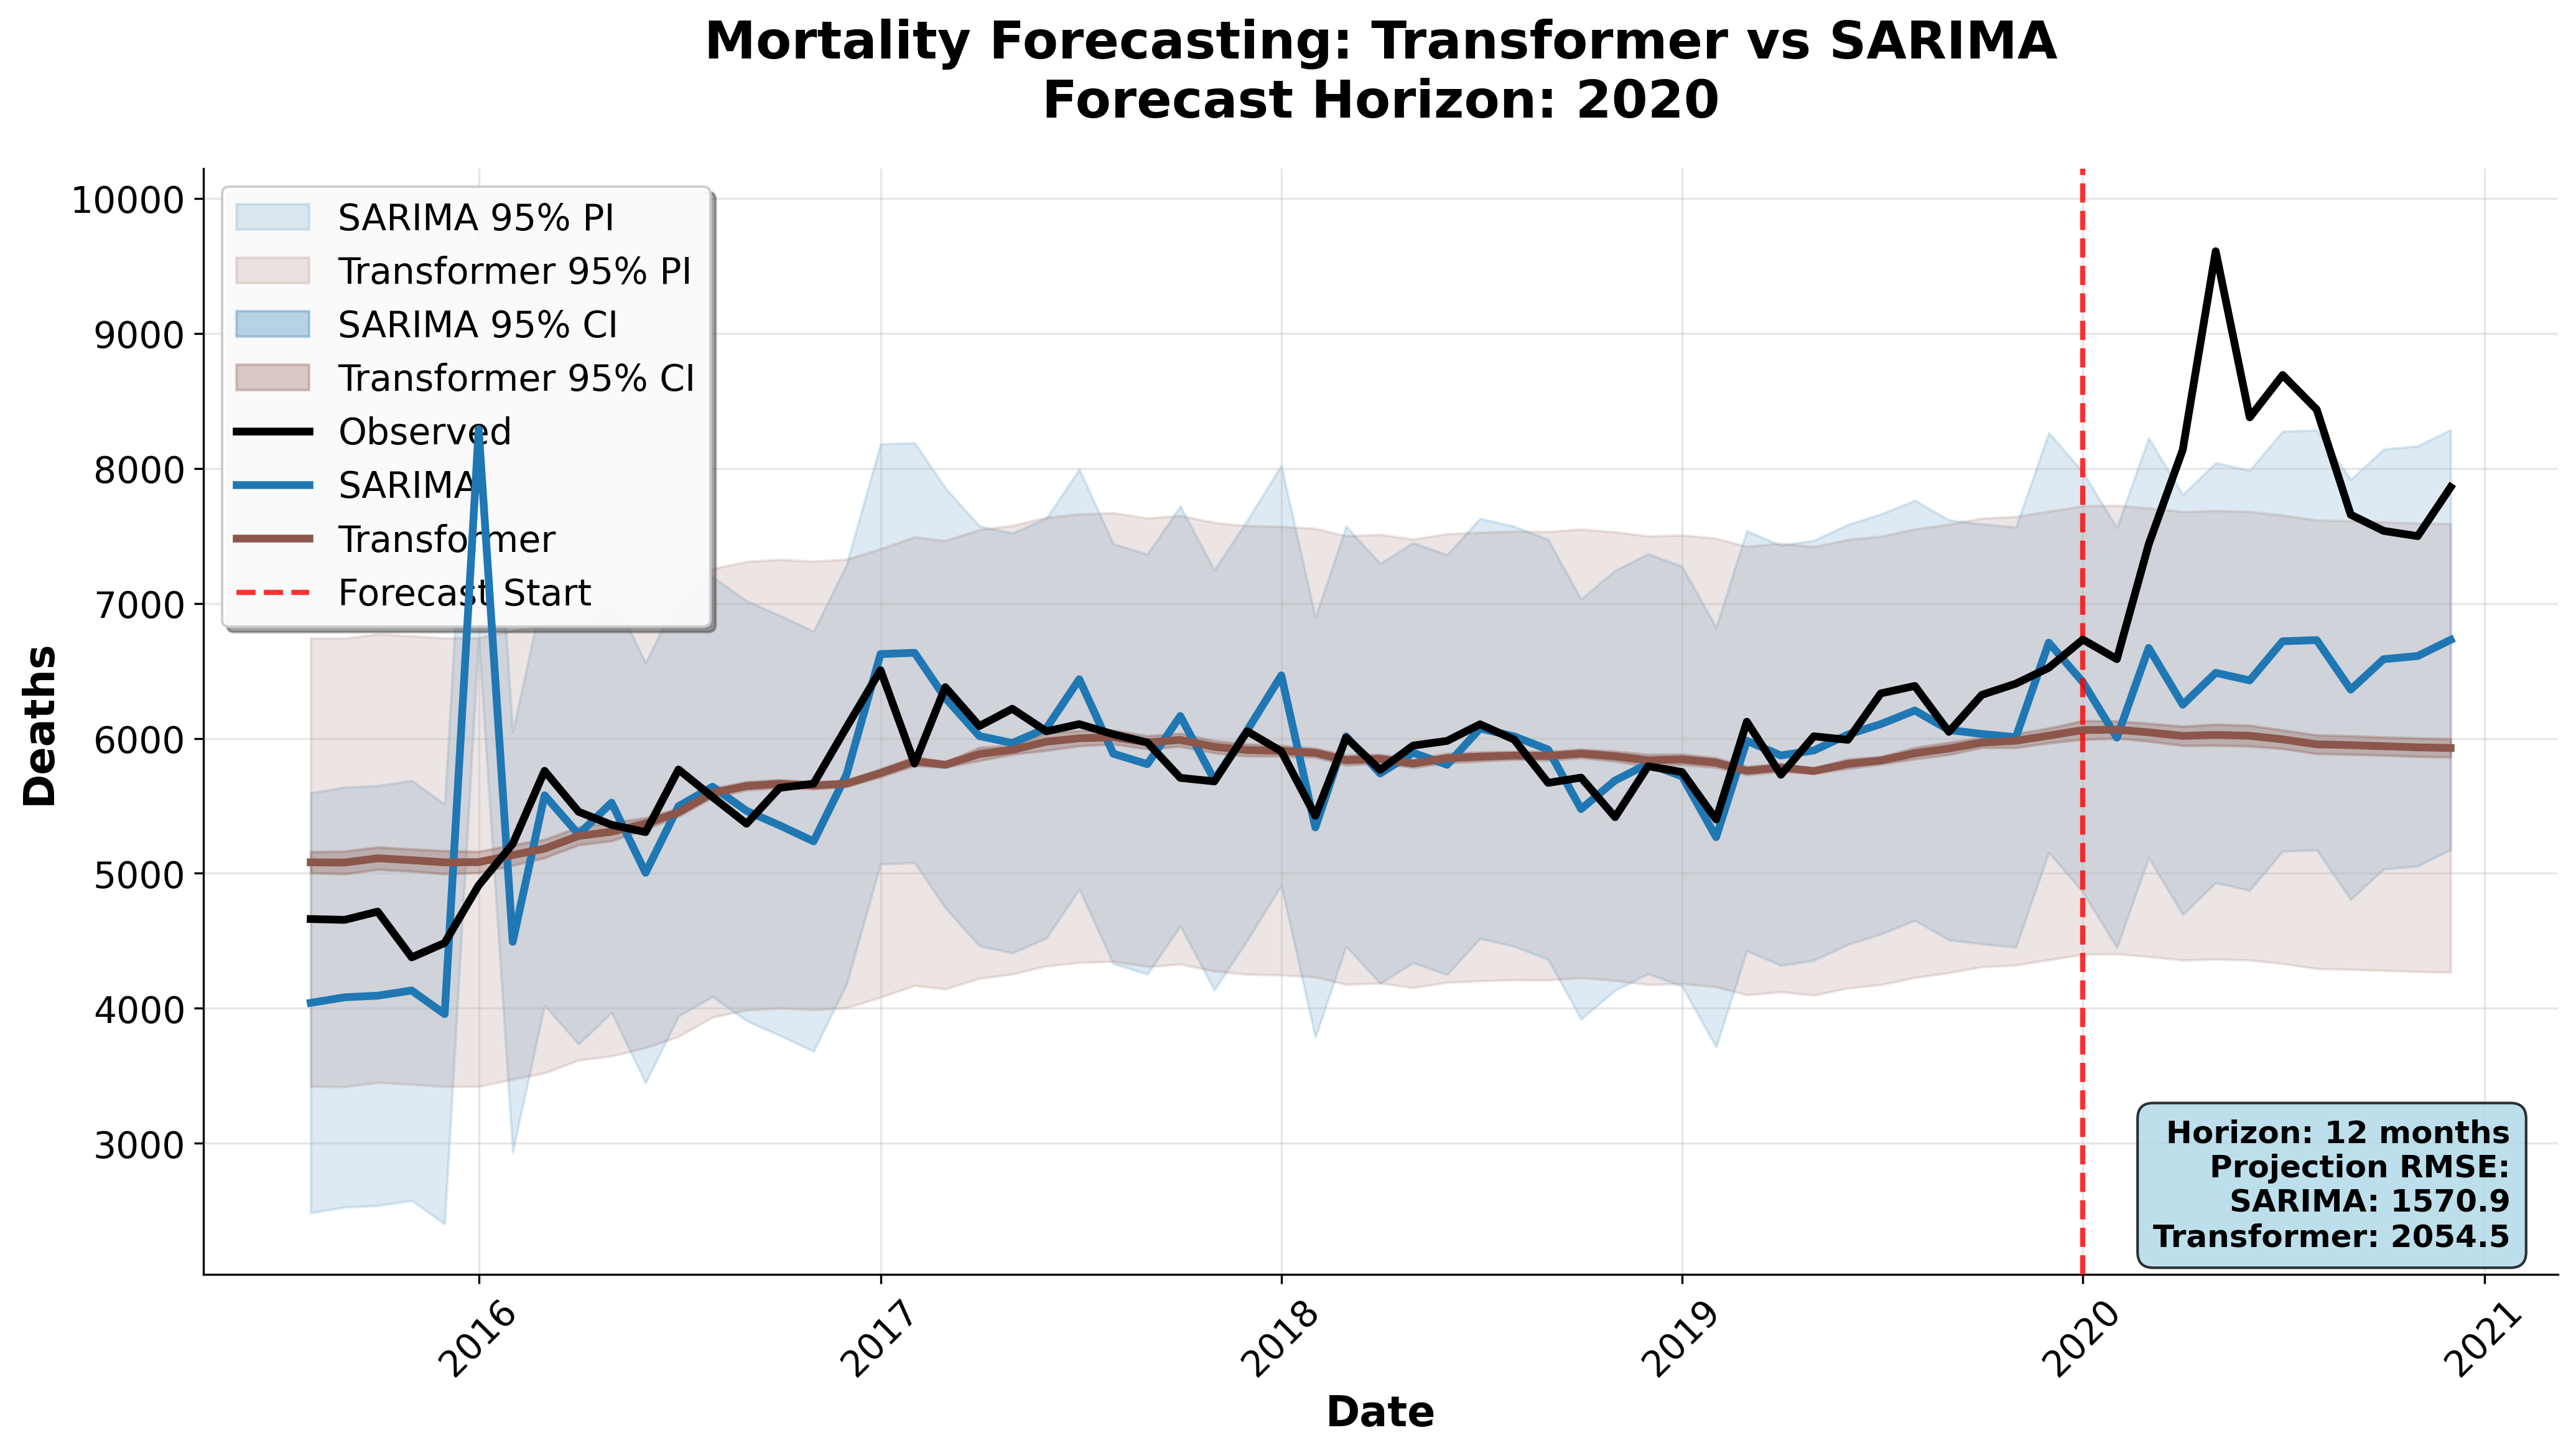 Mortality Forecasting: Transformer vs SARIMA
Forecast Horizon: 2020
10000
9000
8000
7000
6000
5000
4000
3000
Deaths
SARIMA 95% PI
Transformer 95% PI
SARIMA 95% CI
Transformer 95% CI
Observed
SARIMA
Transformer
Forecast Start
Horizon: 12 months
Projection RMSE:
SARIMA: 1570.9
Transformer: 2054.5
2016
2017
2018
2019
2020
2021
Date